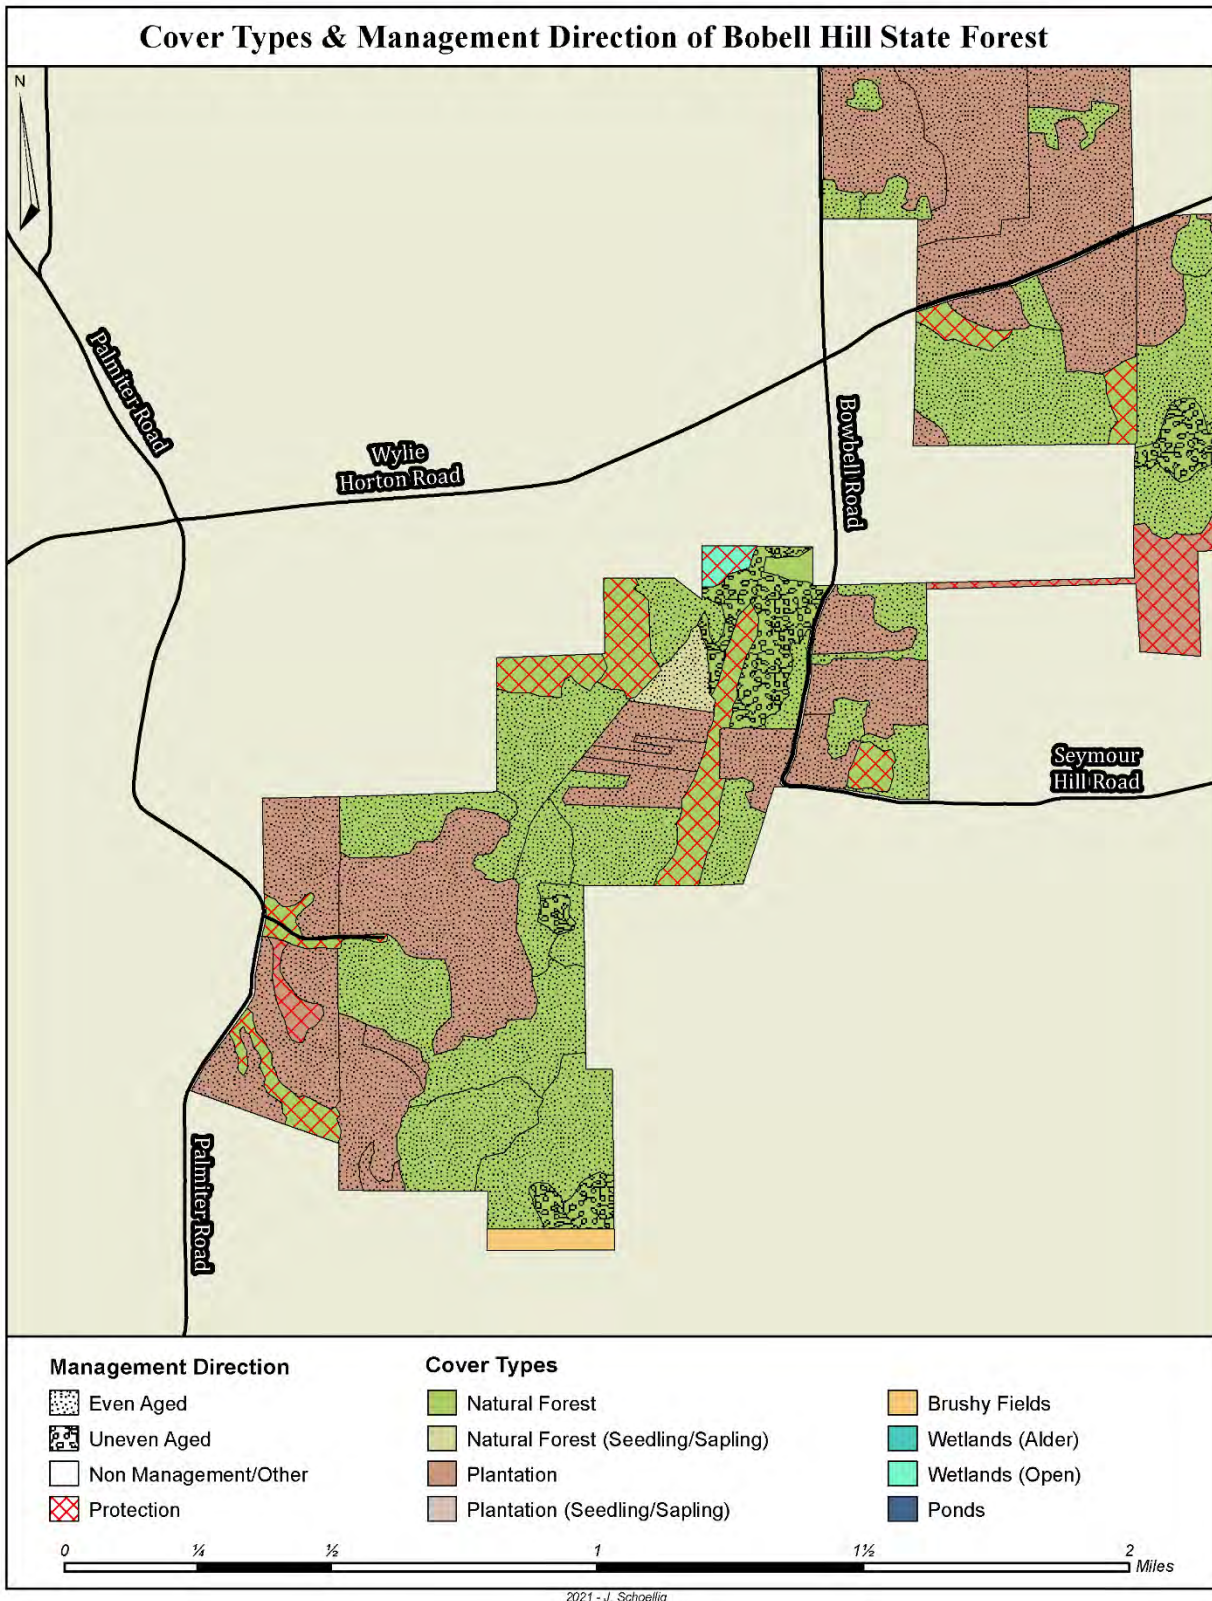 Cover Types & Management Direction of Bobell Hill State Forest
N
Palmiter Road
Wylie
Horton Road
Bowbell Road
Seymour
Hill Road
Palmiter Road
Management Direction
Even Aged
Uneven Aged
Non Management/Other
Protection
Cover Types
Natural Forest
Natural Forest (Seedling/Sapling)
Plantation
Plantation (Seedling/Sapling)
Brushy Fields
Wetlands (Alder)
Wetlands (Open)
Ponds
0 ¼ ½ 1 1½ 2
Miles
2021 - J. Schoellig